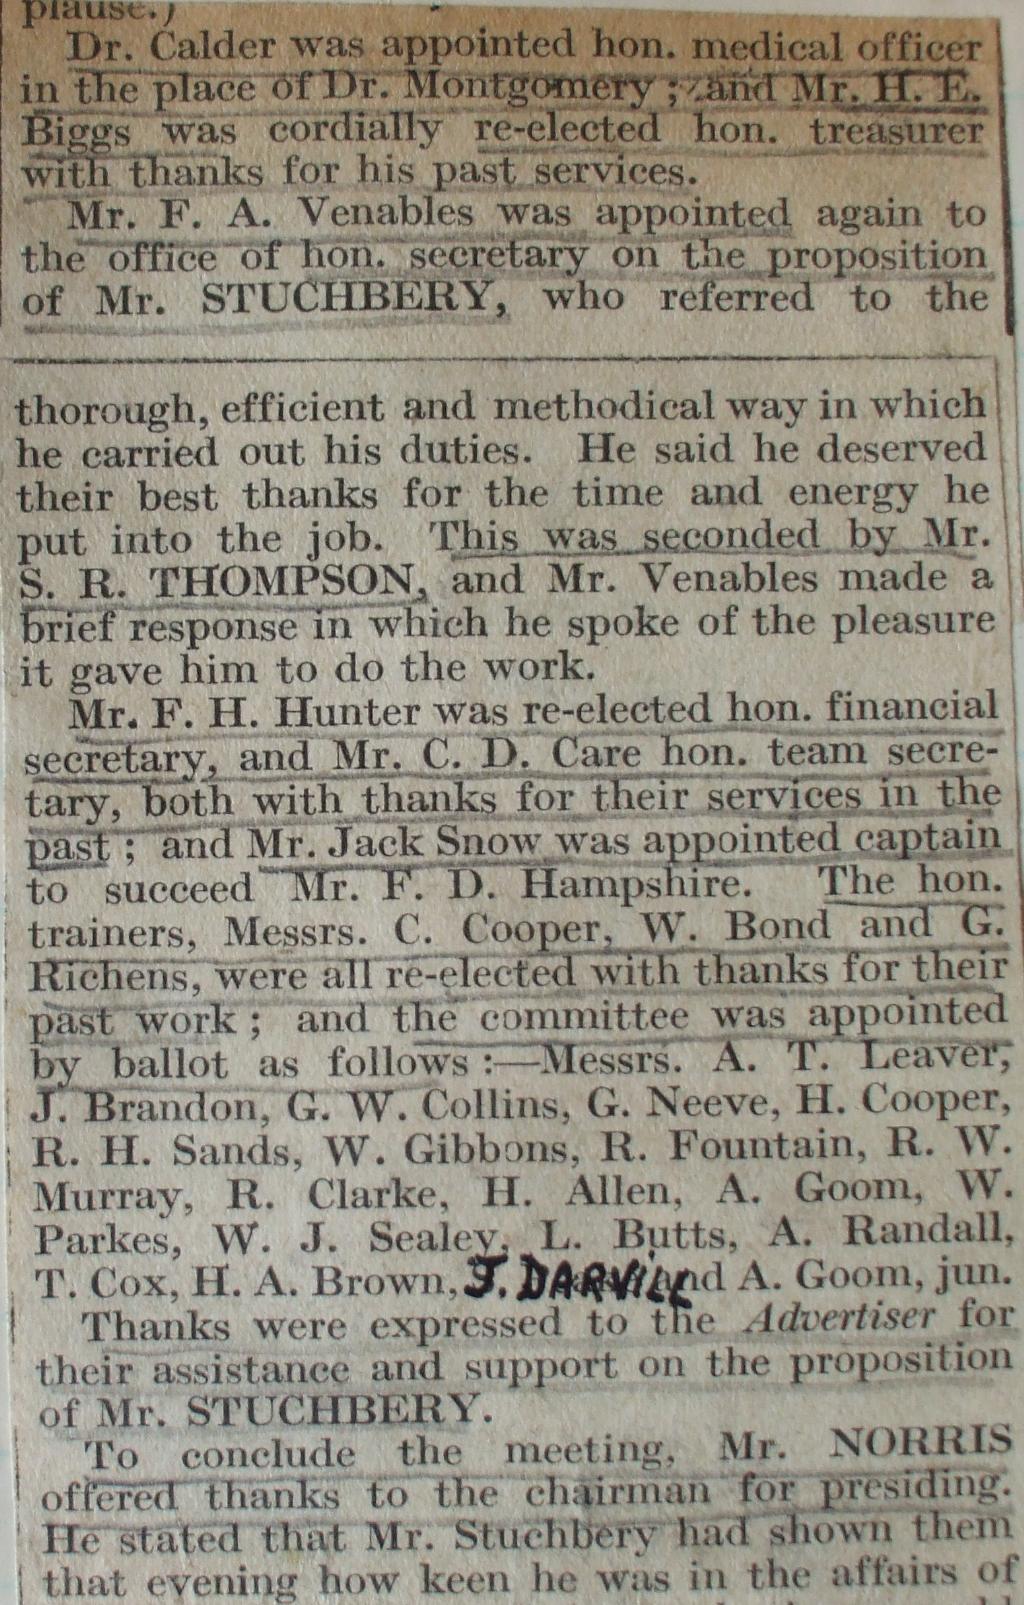 plause.)
Dr. Calder was appointed hon. medical officer
in the place of Dr. Montgomery ; and Mr. H. E.
Biggs was cordially re-elected hon. treasurer
with thanks for his past services.
Mr. F. A. Venables was appointed again to
the office of hon. secretary on the proposition
of Mr. STUCHBERY, who referred to the
thorough, efficient and methodical way in which
he carried out his duties. He said he deserved
their best thanks for the time and energy he
put into the job. This was seconded by Mr.
S. R. THOMPSON, and Mr. Venables made a
brief response in which he spoke of the pleasure
it gave him to do the work.
Mr. F. H. Hunter was re-elected hon. financial
secretary, and Mr. C. D. Care hon. team secre-
tary, both with thanks for their services in the
past ; and Mr. Jack Snow was appointed captain
to succeed Mr. F. D. Hampshire. The hon.
trainers, Messrs. C. Cooper, W. Bond and G.
Richens, were all re-elected with thanks for their
past work ; and the committee was appointed
by ballot as follows :—Messrs. A. T. Leaver,
J. Brandon, G. W. Collins, G. Neeve, H. Cooper,
R. H. Sands, W. Gibbons, R. Fountain, R. W.
Murray, R. Clarke, H. Allen, A. Goom, W.
Parkes, W. J. Sealey, L. Butts, A. Randall,
T. Cox, H. A. Brown, J. DARVILL and A. Goom, jun.
Thanks were expressed to the Advertiser for
their assistance and support on the proposition
of Mr. STUCHBERY.
To conclude the meeting, Mr. NORRIS
offered thanks to the chairman for presiding.
He stated that Mr. Stuchbery had shown them
that evening how keen he was in the affairs of